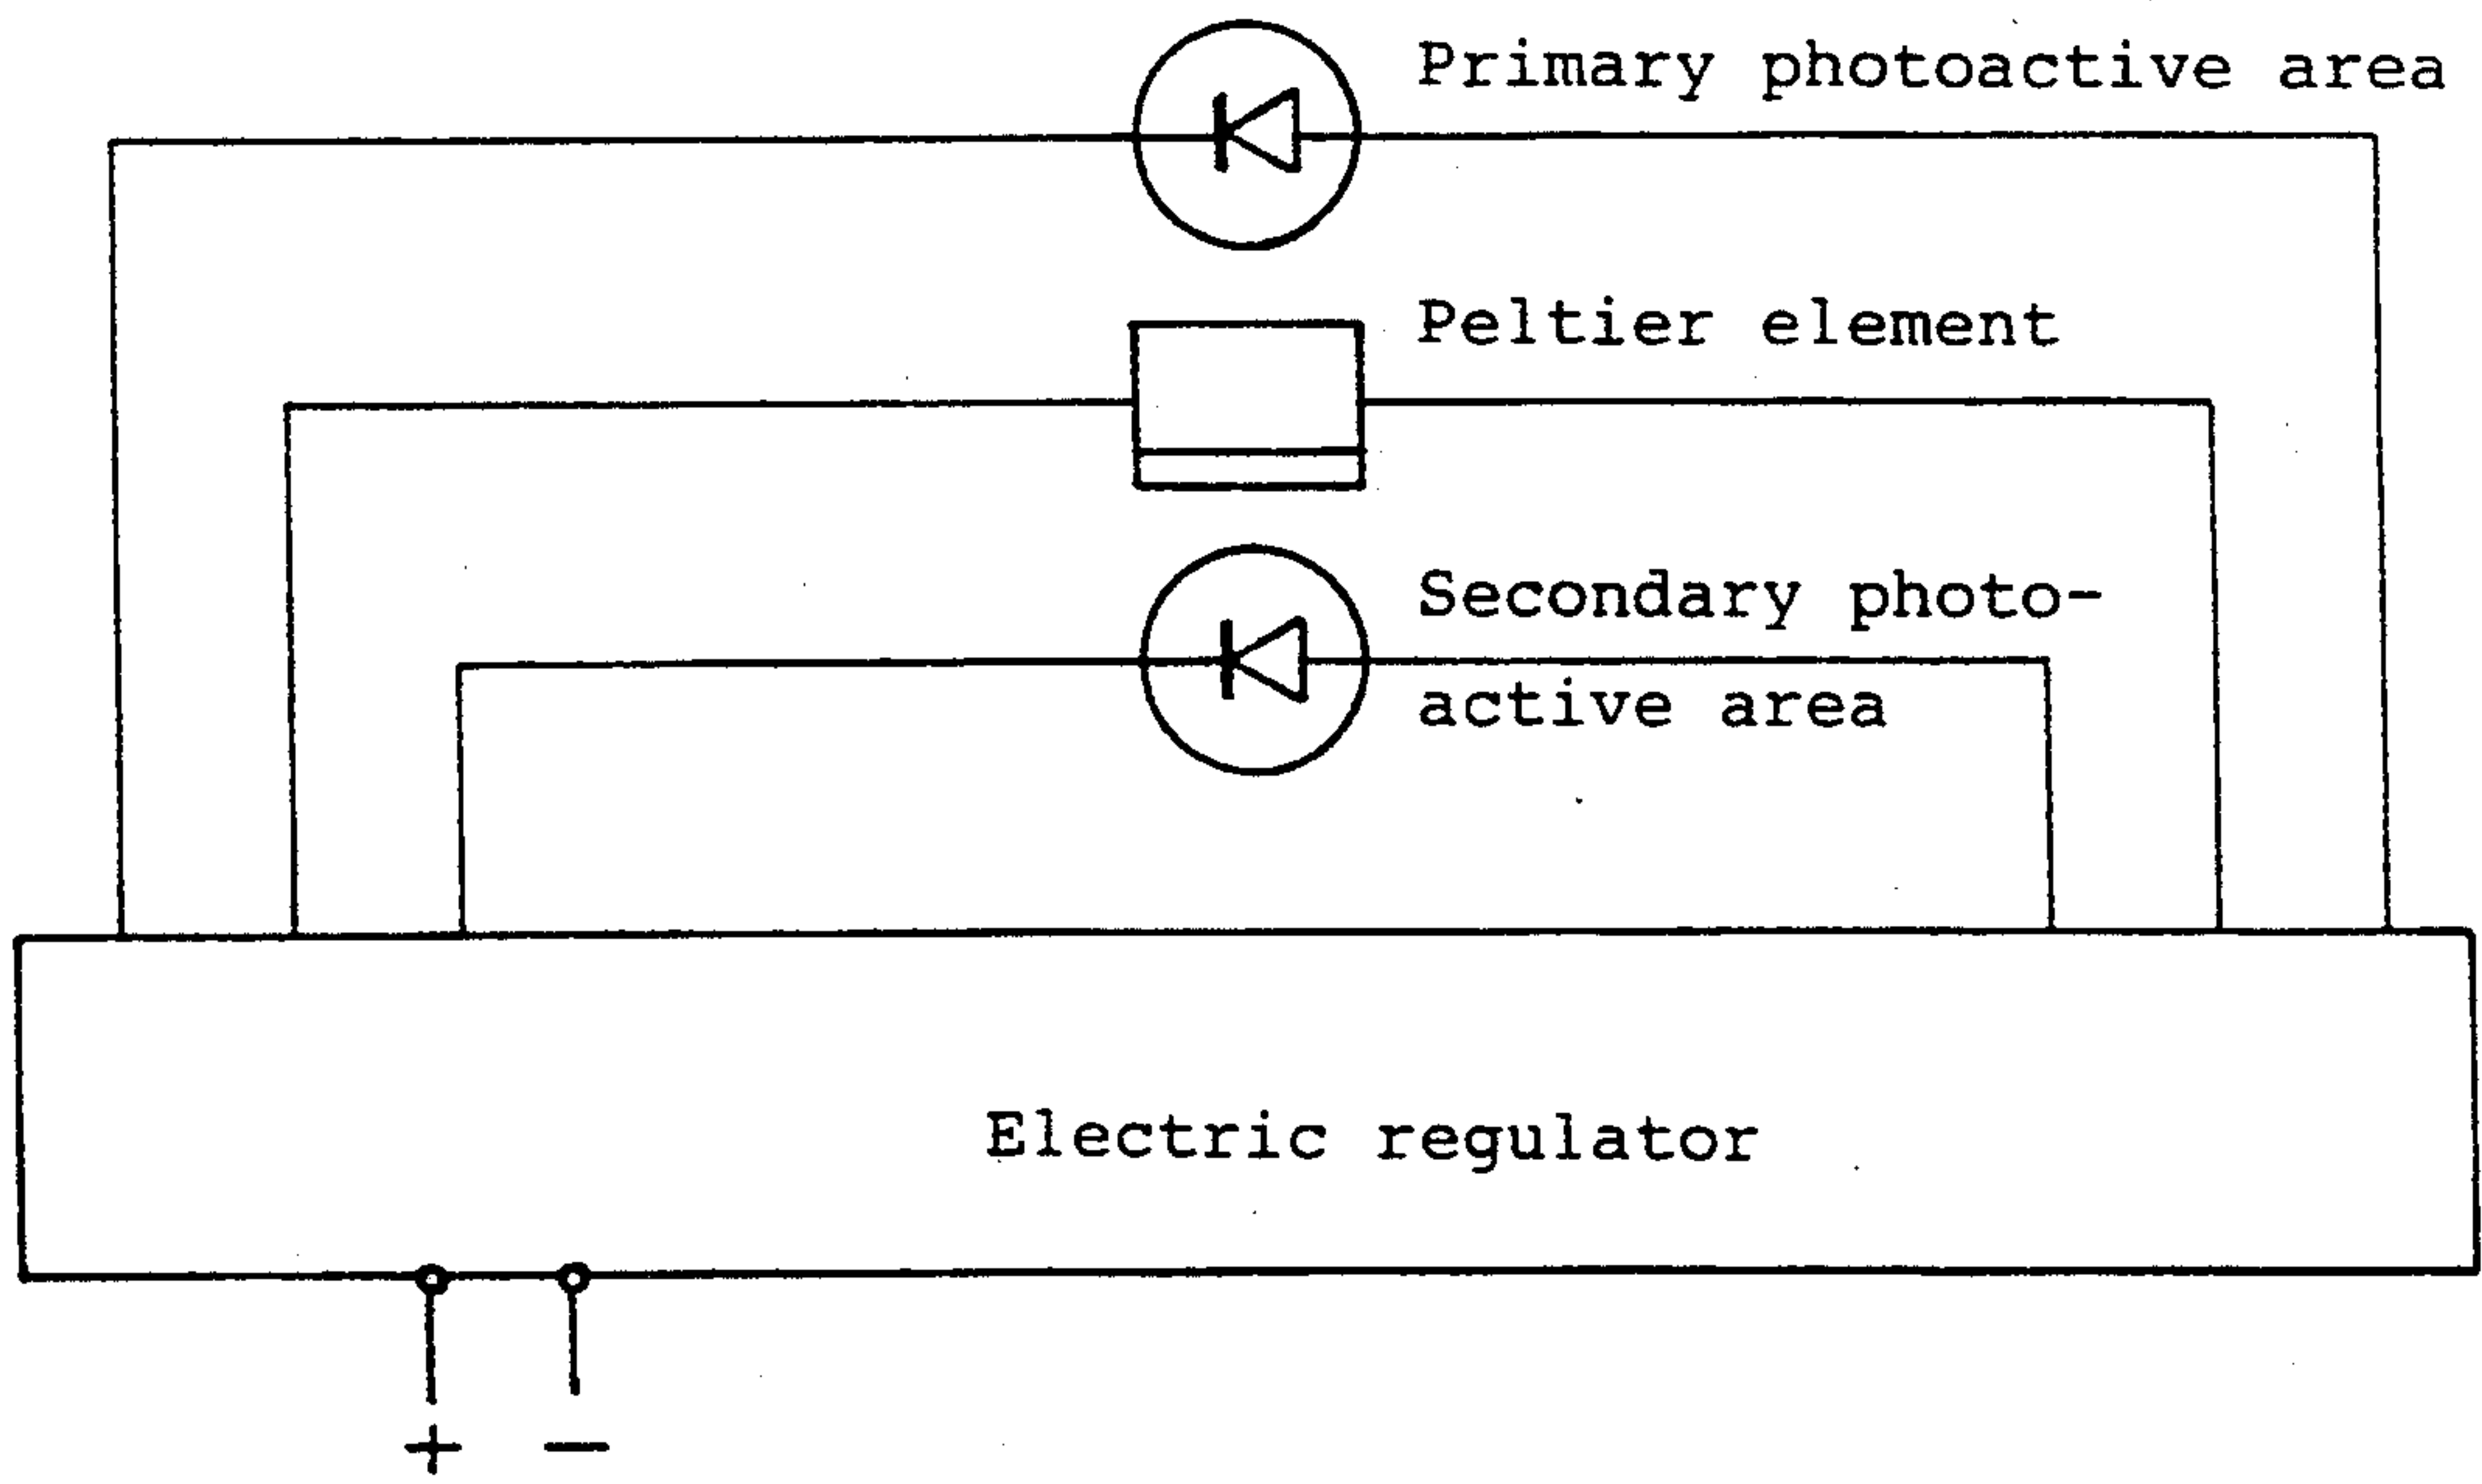 Primary photoactive area
Peltier element
Secondary photo-
active area
Electric regulator
+ −